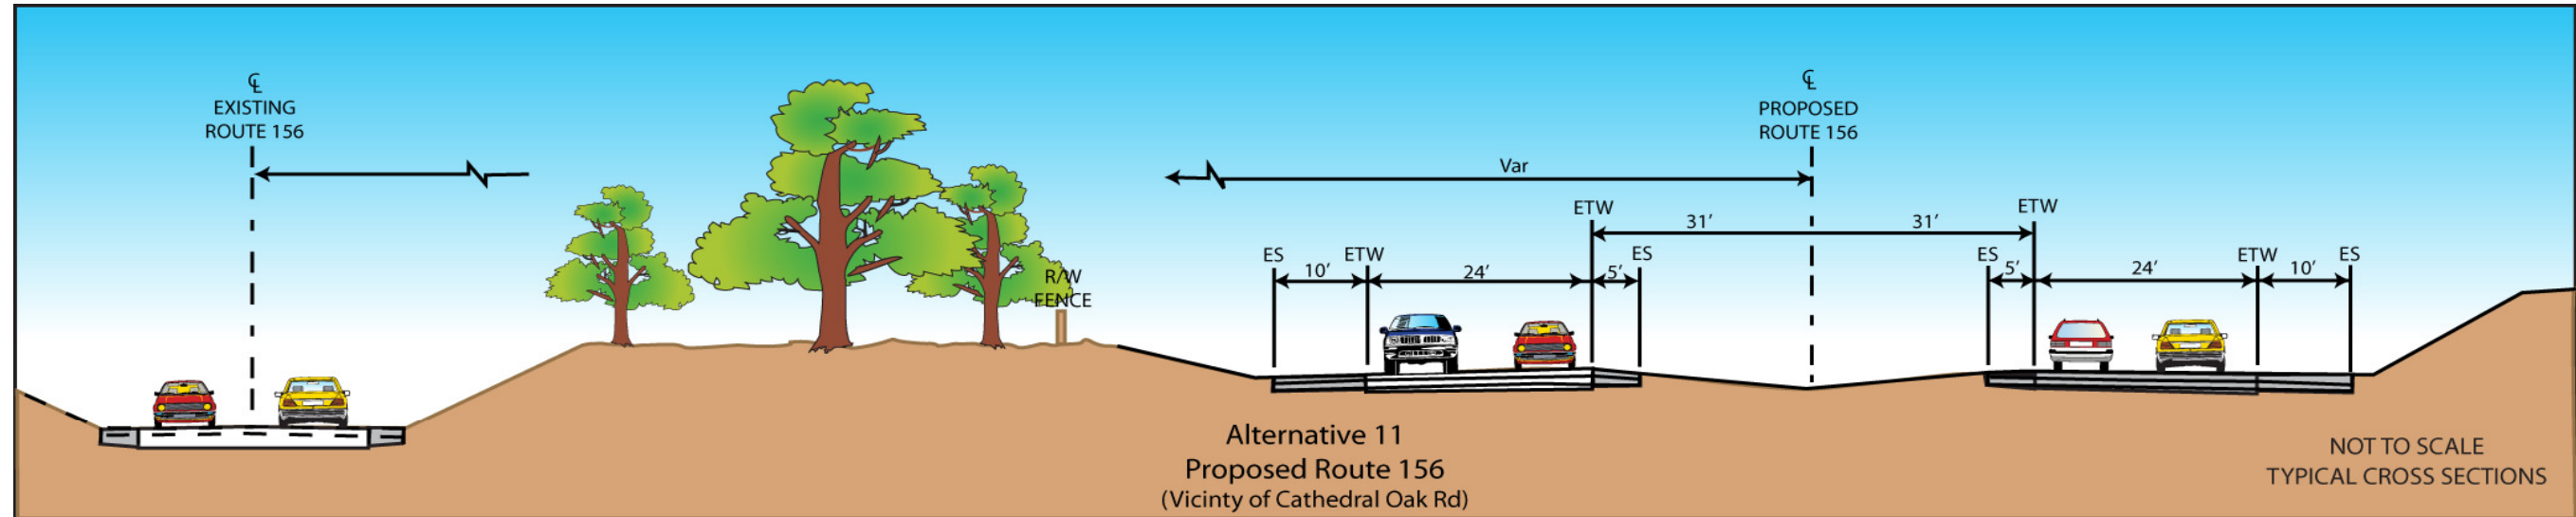 ℄
EXISTING
ROUTE 156
℄
PROPOSED
ROUTE 156
Var
ETW
ETW
31'
31'
ES
ETW
ES
ES
ETW
ES
10'
24'
5'
5'
24'
10'
R/W
FENCE
Alternative 11
Proposed Route 156
(Vicinty of Cathedral Oak Rd)
NOT TO SCALE
TYPICAL CROSS SECTIONS